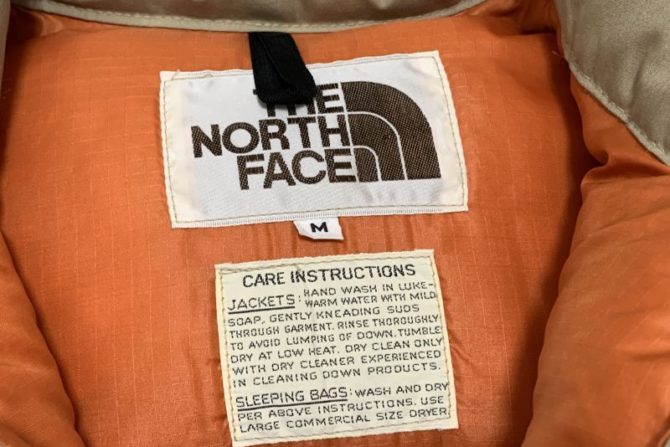 THE
NORTH
FACE
M
CARE INSTRUCTIONS
JACKETS: HAND WASH IN LUKE-
WARM WATER WITH MILD
SOAP, GENTLY KNEADING SUDS
THROUGH GARMENT. RINSE THOROUGHLY
TO AVOID LUMPING OF DOWN. TUMBLE
DRY AT LOW HEAT. DRY CLEAN ONLY
WITH DRY CLEANER EXPERIENCED
IN CLEANING DOWN PRODUCTS.
SLEEPING BAGS: WASH AND DRY
PER ABOVE INSTRUCTIONS. USE
LARGE COMMERCIAL SIZE DRYER